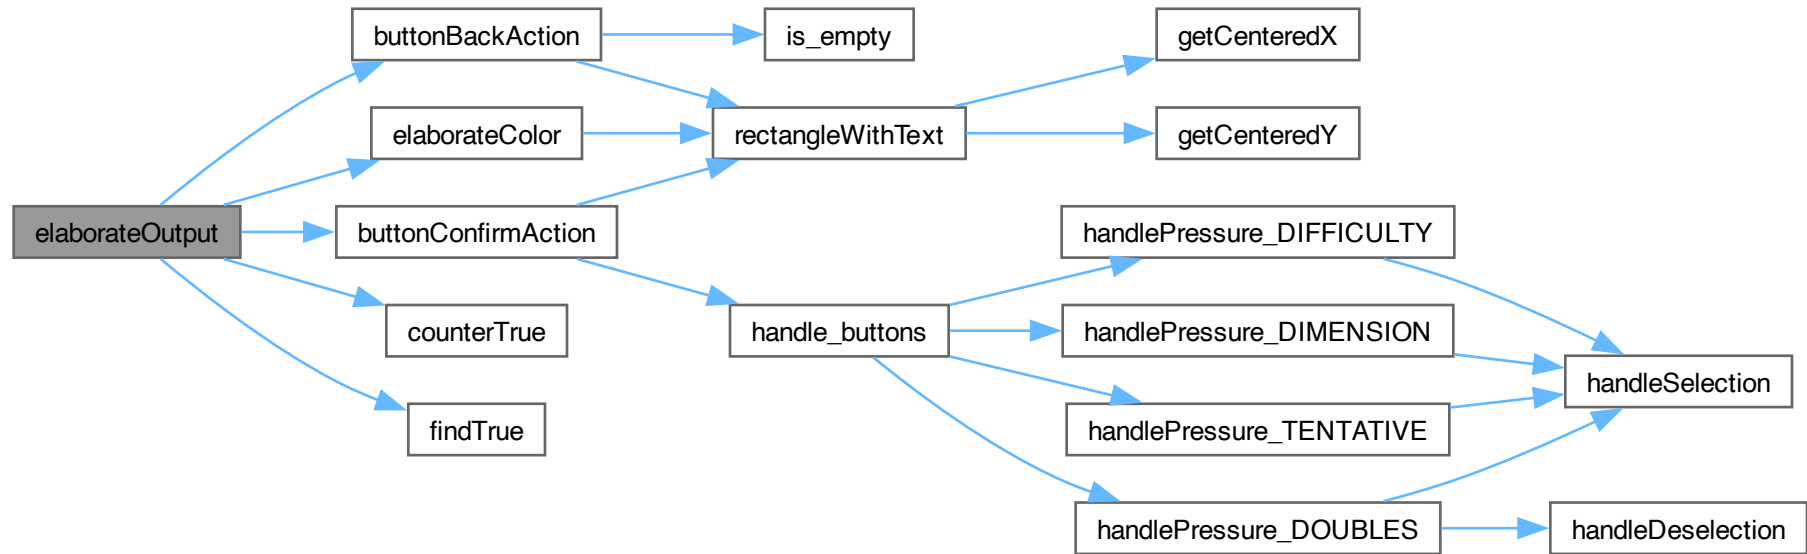 buttonBackAction
is_empty
getCenteredX
elaborateColor
rectangleWithText
getCenteredY
elaborateOutput
buttonConfirmAction
handlePressure_DIFFICULTY
counterTrue
handle_buttons
handlePressure_DIMENSION
handleSelection
findTrue
handlePressure_TENTATIVE
handlePressure_DOUBLES
handleDeselection